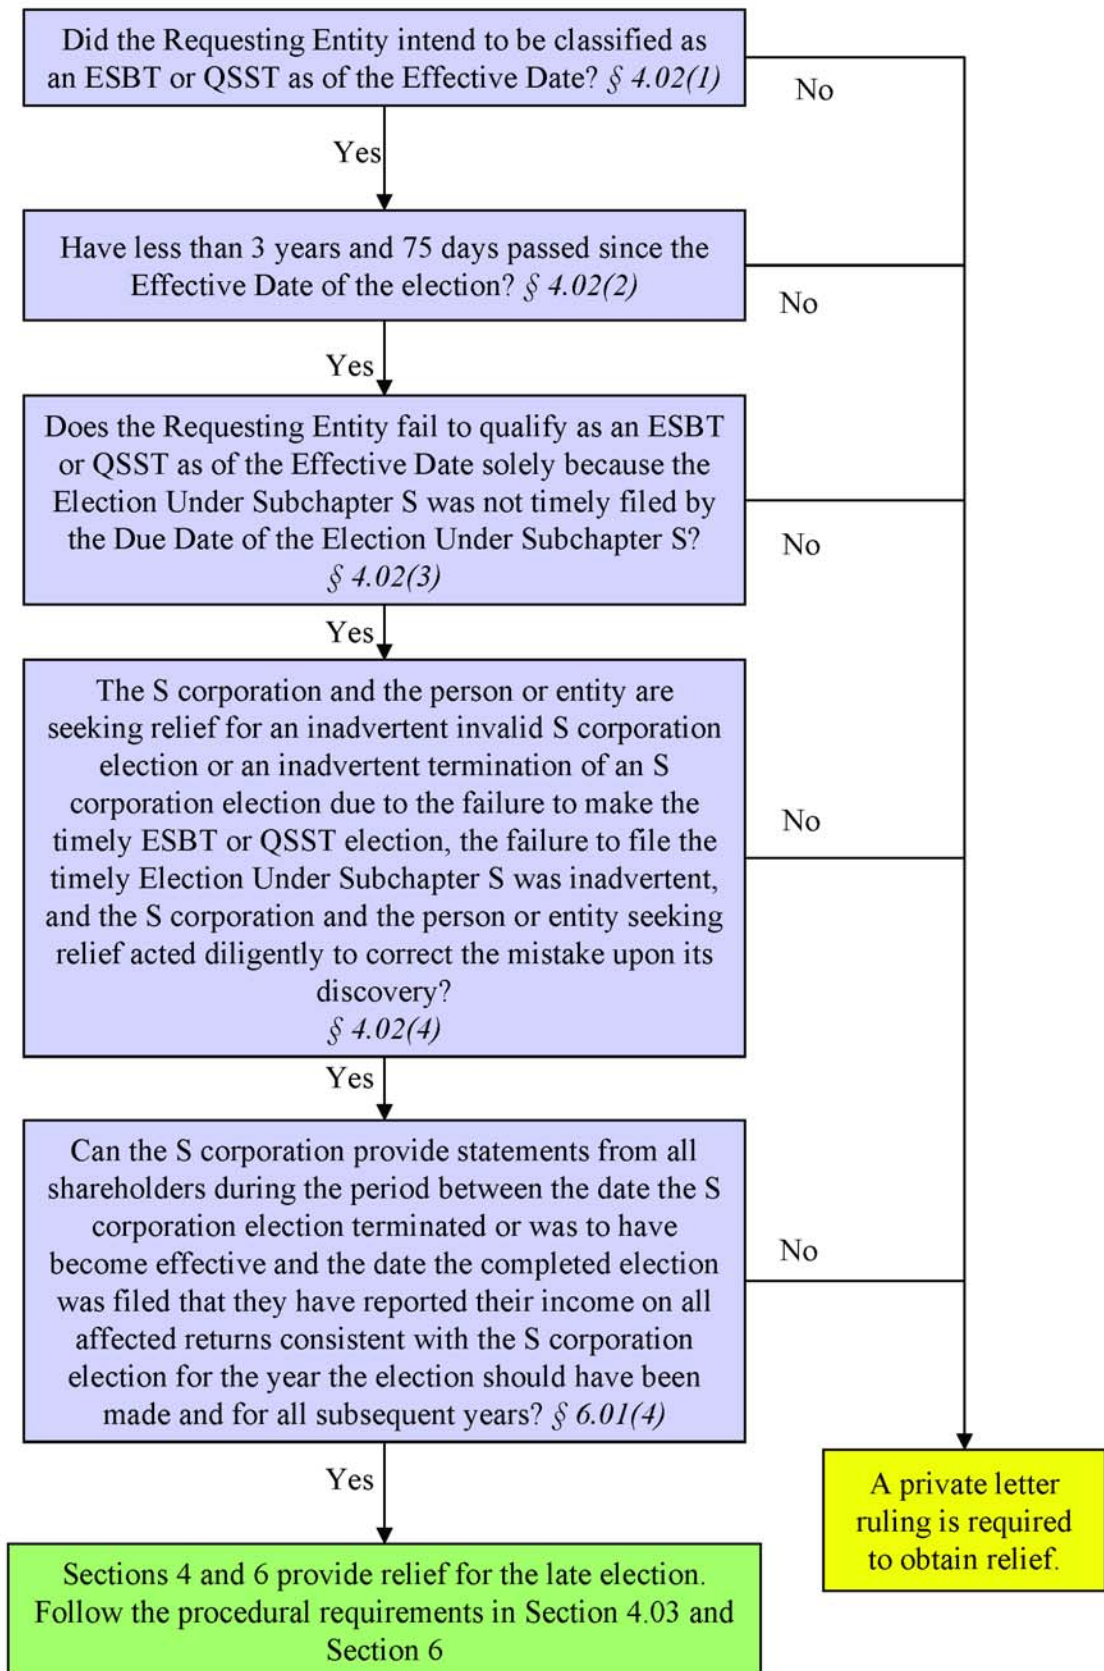 Did the Requesting Entity intend to be classified as
an ESBT or QSST as of the Effective Date? § 4.02(1)
No
Yes
Have less than 3 years and 75 days passed since the
Effective Date of the election? § 4.02(2)
No
Yes
Does the Requesting Entity fail to qualify as an ESBT
or QSST as of the Effective Date solely because the
Election Under Subchapter S was not timely filed by
the Due Date of the Election Under Subchapter S?
§ 4.02(3)
No
Yes
The S corporation and the person or entity are
seeking relief for an inadvertent invalid S corporation
election or an inadvertent termination of an S
corporation election due to the failure to make the
timely ESBT or QSST election, the failure to file the
timely Election Under Subchapter S was inadvertent,
and the S corporation and the person or entity seeking
relief acted diligently to correct the mistake upon its
discovery?
§ 4.02(4)
No
Yes
Can the S corporation provide statements from all
shareholders during the period between the date the S
corporation election terminated or was to have
become effective and the date the completed election
was filed that they have reported their income on all
affected returns consistent with the S corporation
election for the year the election should have been
made and for all subsequent years? § 6.01(4)
No
Yes
A private letter
ruling is required
to obtain relief.
Sections 4 and 6 provide relief for the late election.
Follow the procedural requirements in Section 4.03 and
Section 6